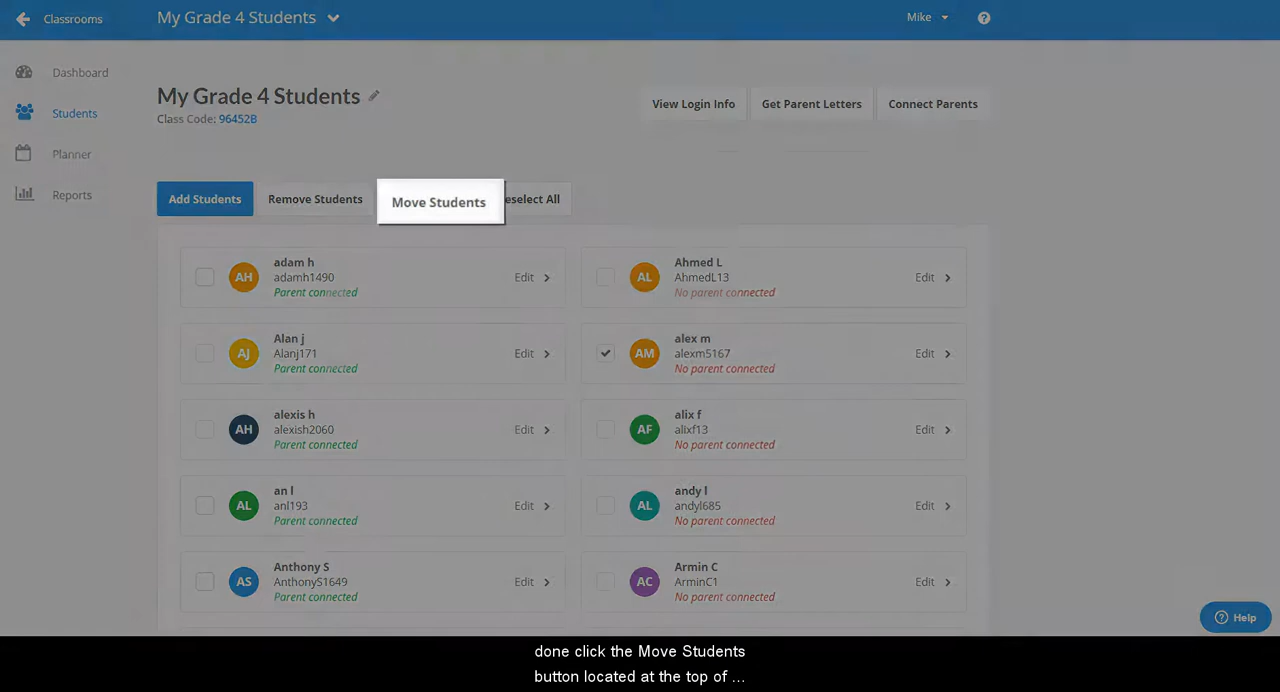 Classrooms
My Grade 4 Students
Mike
Dashboard
Students
Planner
Reports
My Grade 4 Students
Class Code: 96452B
View Login Info
Get Parent Letters
Connect Parents
Add Students
Remove Students
Move Students
eselect All
adam h
adamh1490
Parent connected
Edit
Ahmed L
AhmedL13
No parent connected
Edit
AH
AL
Alan j
Alanj171
Parent connected
Edit
alex m
alexm5167
No parent connected
Edit
AJ
AM
alexis h
alexish2060
Parent connected
Edit
alix f
alixf13
No parent connected
Edit
AH
AF
an l
anl193
Parent connected
Edit
andy l
andyl685
No parent connected
Edit
AL
AL
Anthony S
AnthonyS1649
Parent connected
Edit
Armin C
ArminC1
No parent connected
Edit
AS
AC
? Help
done click the Move Students
button located at the top of ...